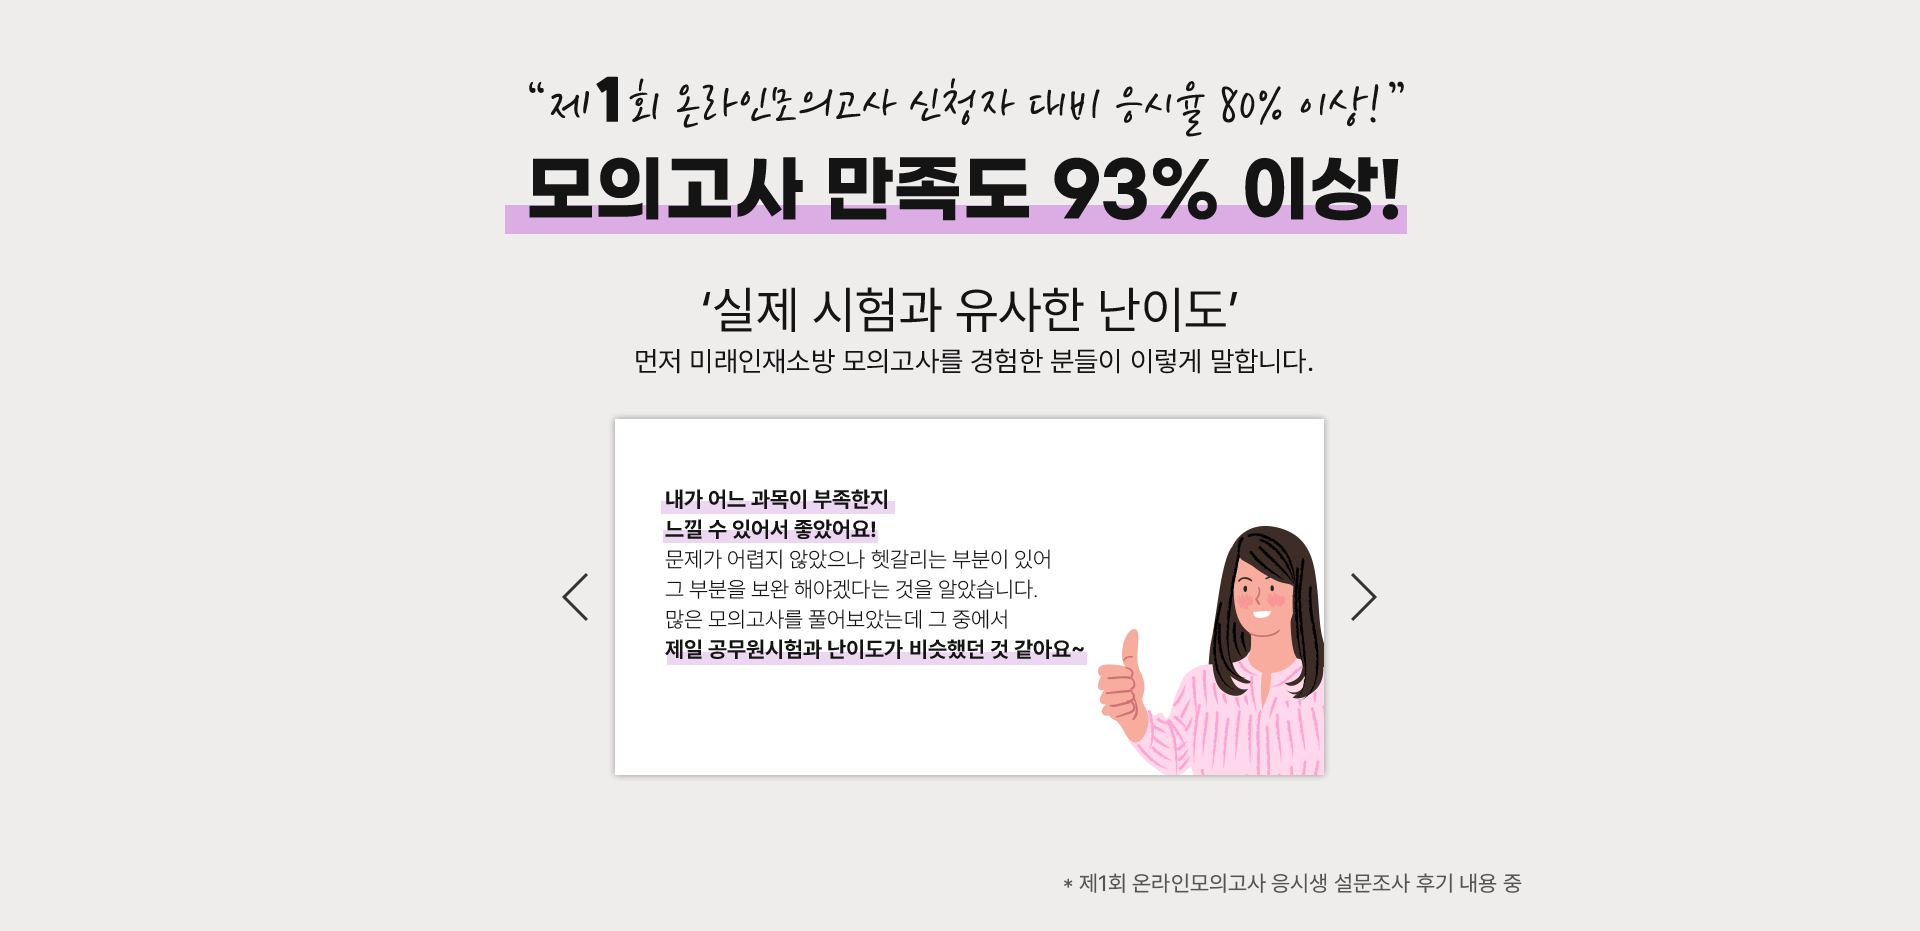 “제1회 온라인모의고사 신청자 대비 응시율 80% 이상!”
모의고사 만족도 93% 이상!
‘실제 시험과 유사한 난이도’
먼저 미래인재소방 모의고사를 경험한 분들이 이렇게 말합니다.
내가 어느 과목이 부족한지
느낄 수 있어서 좋았어요!
문제가 어렵지 않았으나 헷갈리는 부분이 있어
그 부분을 보완 해야겠다는 것을 알았습니다.
많은 모의고사를 풀어보았는데 그 중에서
제일 공무원시험과 난이도가 비슷했던 것 같아요~
* 제1회 온라인모의고사 응시생 설문조사 후기 내용 중